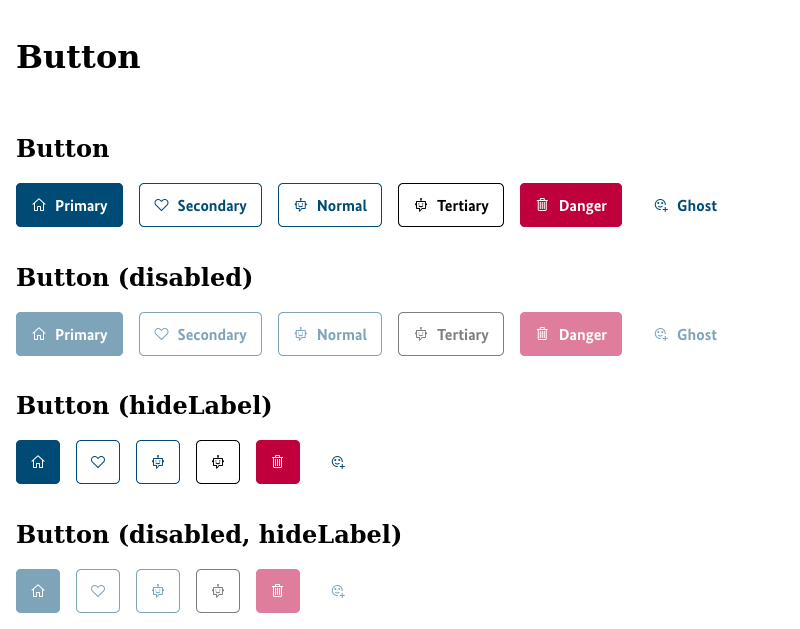 Button
Button
Primary Secondary Normal Tertiary Danger Ghost
Button (disabled)
Primary Secondary Normal Tertiary Danger Ghost
Button (hideLabel)
Button (disabled, hideLabel)